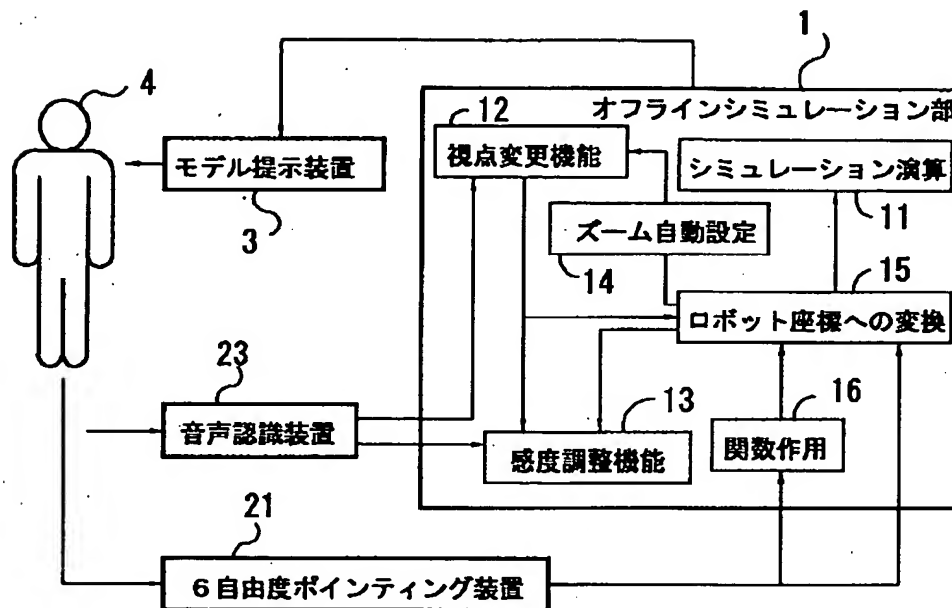 1
オフラインシミュレーション部
4
12
モデル提示装置
視点変更機能
シミュレーション演算
3
11
ズーム自動設定
14
15
ロボット座標への変換
23
音声認識装置
13
感度調整機能
16
関数作用
21
6自由度ポインティング装置